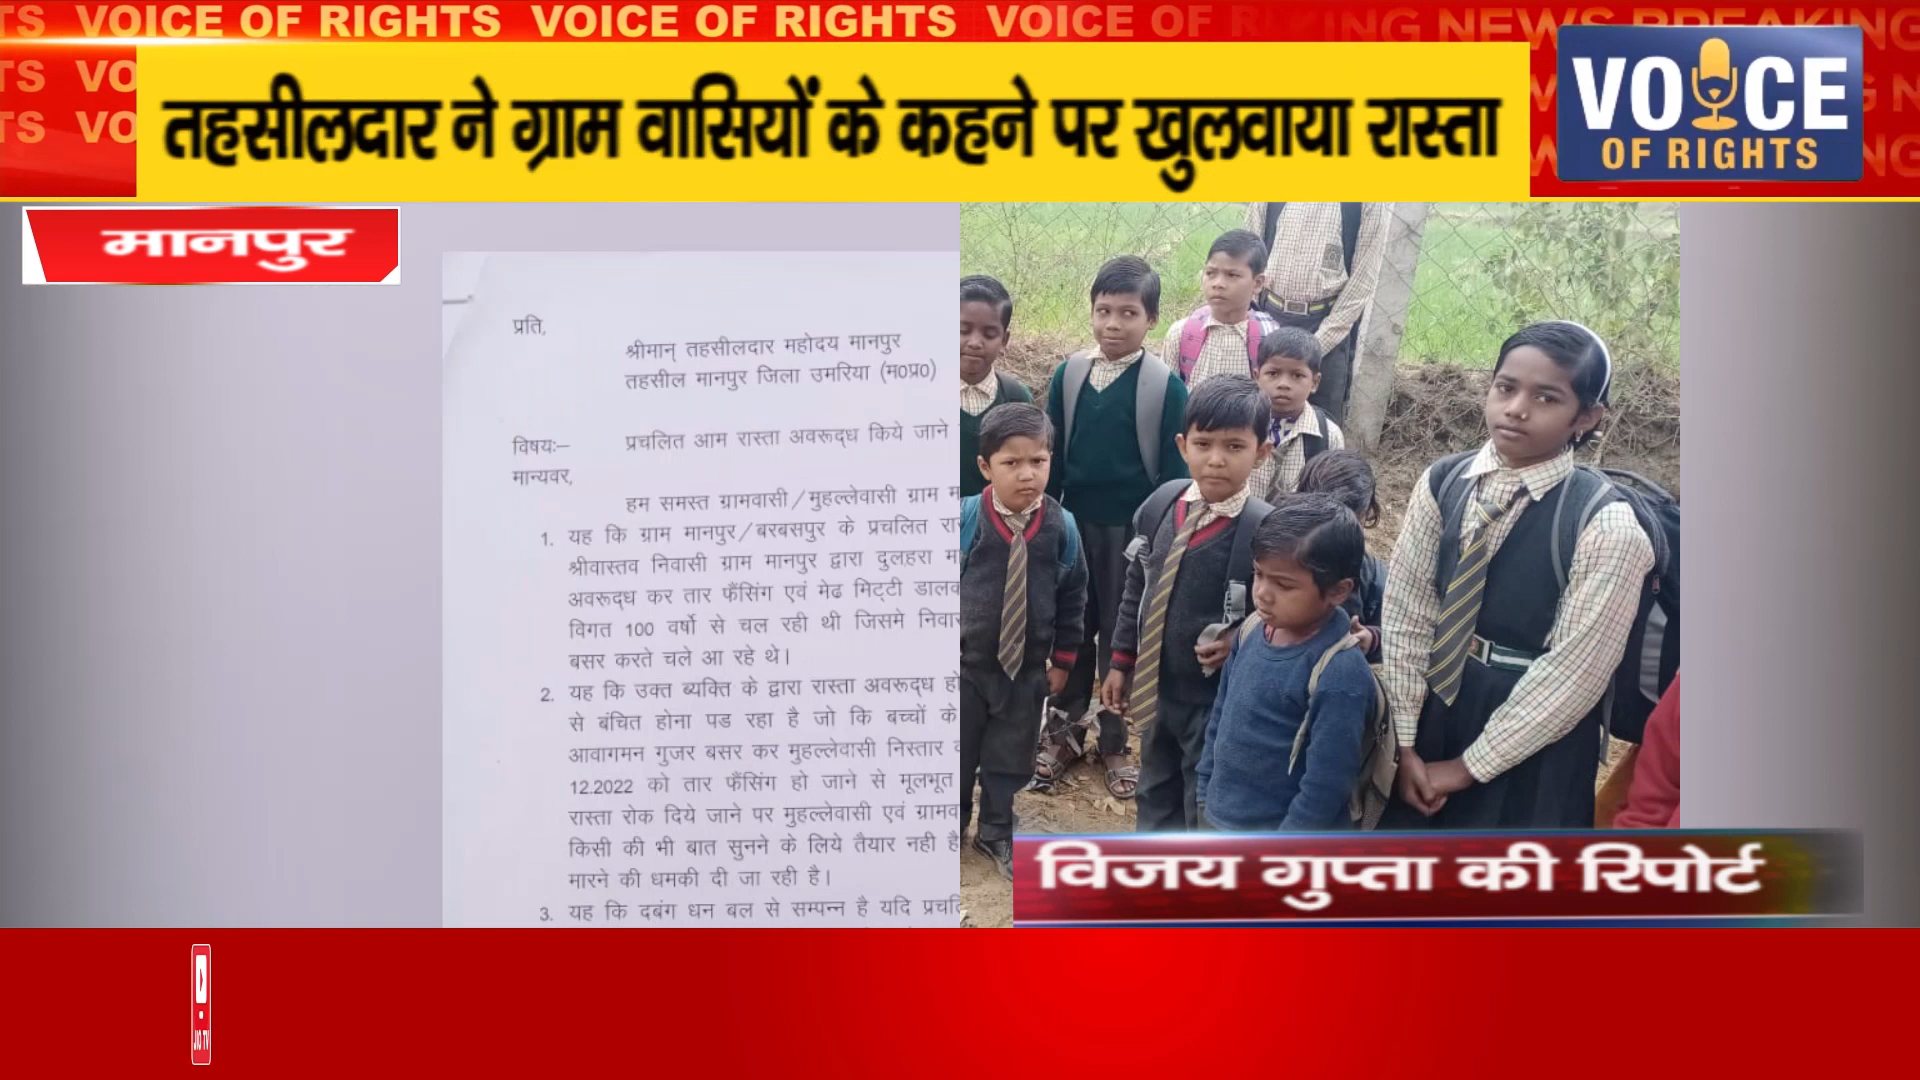 VOICE OF RIGHTS VOICE OF RIGHTS VOICE OF
तहसीलदार ने ग्राम वासियों के कहने पर खुलवाया रास्ता
VOICE
OF RIGHTS
मानपुर
प्रति,
श्रीमान् तहसीलदार महोदय मानपुर
तहसील मानपुर जिला उमरिया (म०प्र०)
विषयः–
प्रचलित आम रास्ता अवरूद्ध किये जाने
मान्यवर,
हम समस्त ग्रामवासी/मुहल्लेवासी ग्राम
1. यह कि ग्राम मानपुर/बरबसपुर के प्रचलित
श्रीवास्तव निवासी ग्राम मानपुर द्वारा दुलहरा
अवरूद्ध कर तार फैंसिंग एवं मेढ मिट्टी
विगत 100 वर्षो से चल रही थी जिसमे
बसर करते चले आ रहे थे।
2. यह कि उक्त ब्यक्ति के द्वारा रास्ता अवरूद्ध
से बंचित होना पड रहा है जो कि बच्चों के
आवागमन गुजर बसर कर मुहल्लेवासी निस्तार
12.2022 को तार फैंसिंग हो जाने से मूलभूत
रास्ता रोक दिये जाने पर मुहल्लेवासी एवं
किसी की भी बात सुनने के लिये तैयार नही
मारने की धमकी दी जा रही है।
3. यह कि दबंग धन बल से सम्पन्न है यदि
विजय गुप्ता की रिपोर्ट
JIO TV